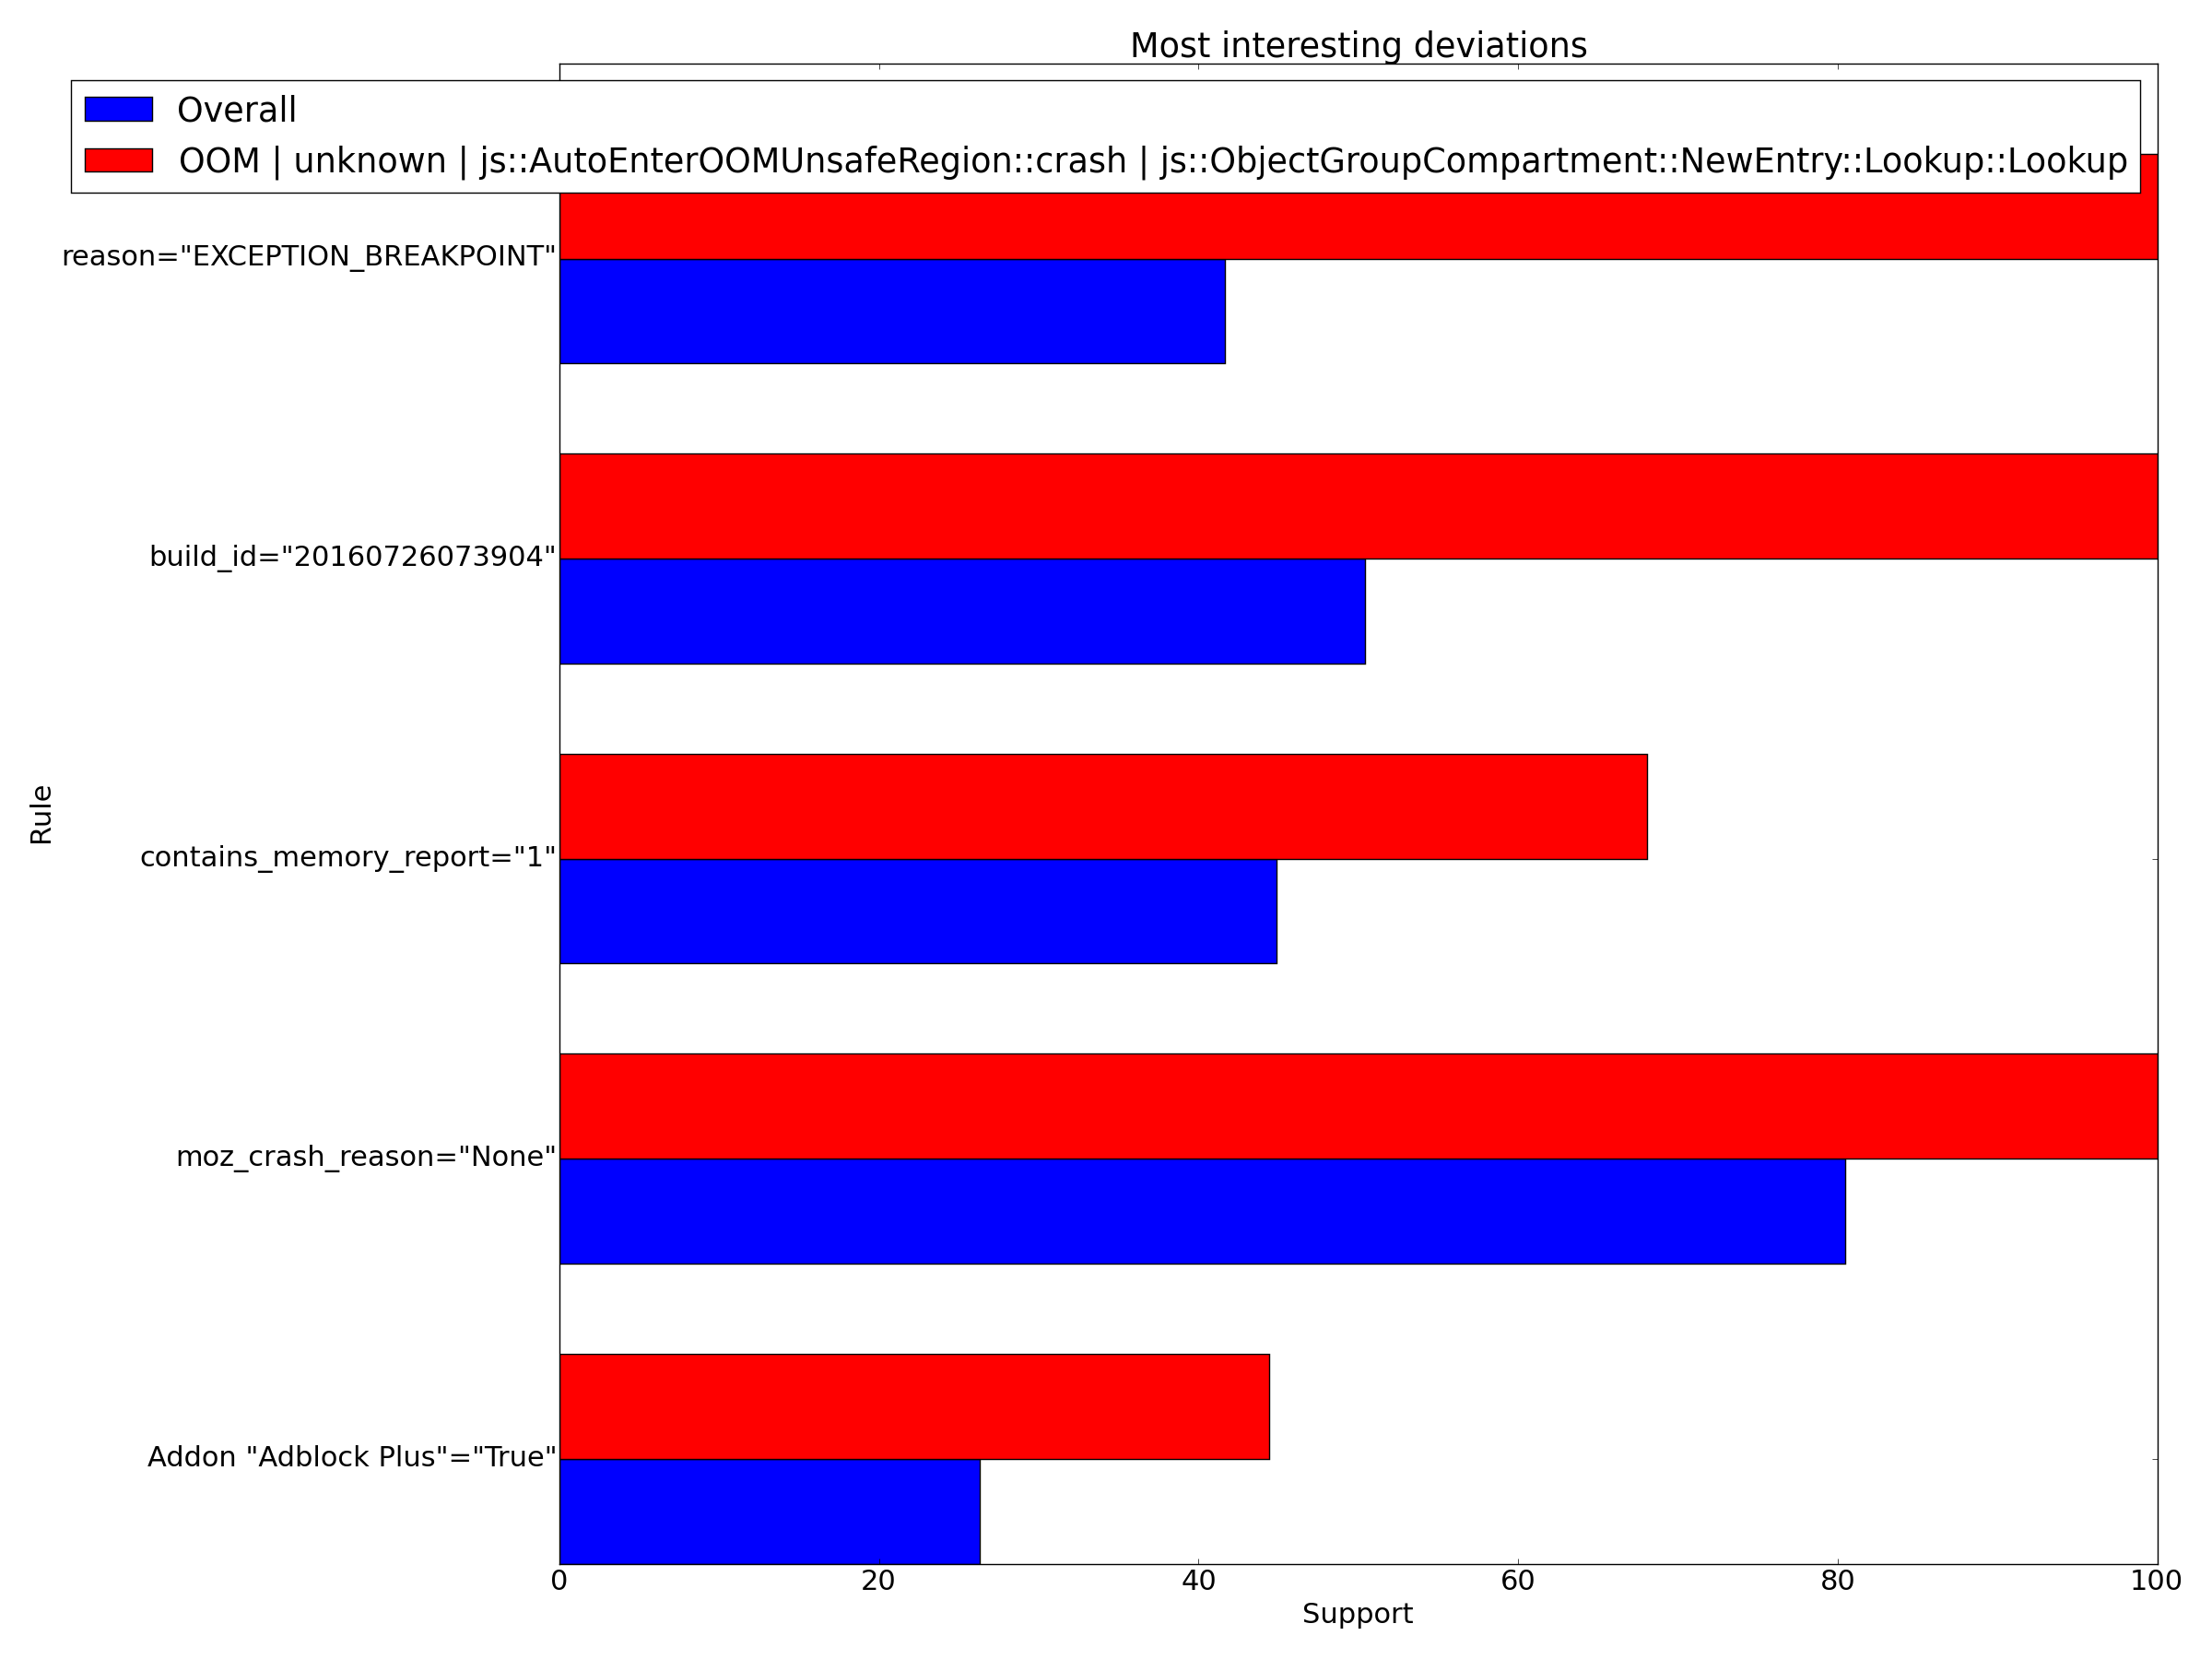 Most interesting deviations
Overall
OOM | unknown | js::AutoEnterOOMUnsafeRegion::crash | js::ObjectGroupCompartment::NewEntry::Lookup::Lookup
reason="EXCEPTION_BREAKPOINT"
build_id="20160726073904"
contains_memory_report="1"
moz_crash_reason="None"
Addon "Adblock Plus"="True"
Rule
0 20 40 60 80 100
Support